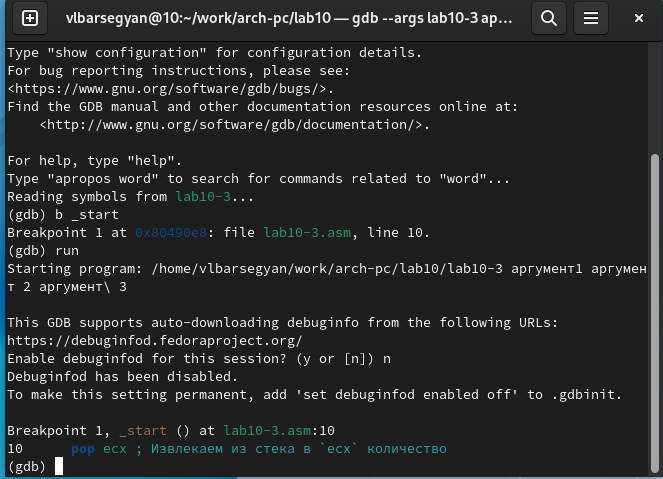 vlbarsegyan@10:~/work/arch-pc/lab10 — gdb --args lab10-3 ар…
Type "show configuration" for configuration details.
For bug reporting instructions, please see:
<https://www.gnu.org/software/gdb/bugs/>.
Find the GDB manual and other documentation resources online at:
    <http://www.gnu.org/software/gdb/documentation/>.

For help, type "help".
Type "apropos word" to search for commands related to "word"...
Reading symbols from lab10-3...
(gdb) b _start
Breakpoint 1 at 0x80490e8: file lab10-3.asm, line 10.
(gdb) run
Starting program: /home/vlbarsegyan/work/arch-pc/lab10/lab10-3 аргумент1 аргумен
т 2 аргумент\ 3

This GDB supports auto-downloading debuginfo from the following URLs:
https://debuginfod.fedoraproject.org/
Enable debuginfod for this session? (y or [n]) n
Debuginfod has been disabled.
To make this setting permanent, add 'set debuginfod enabled off' to .gdbinit.

Breakpoint 1, _start () at lab10-3.asm:10
10      pop ecx ; Извлекаем из стека в `ecx` количество
(gdb)